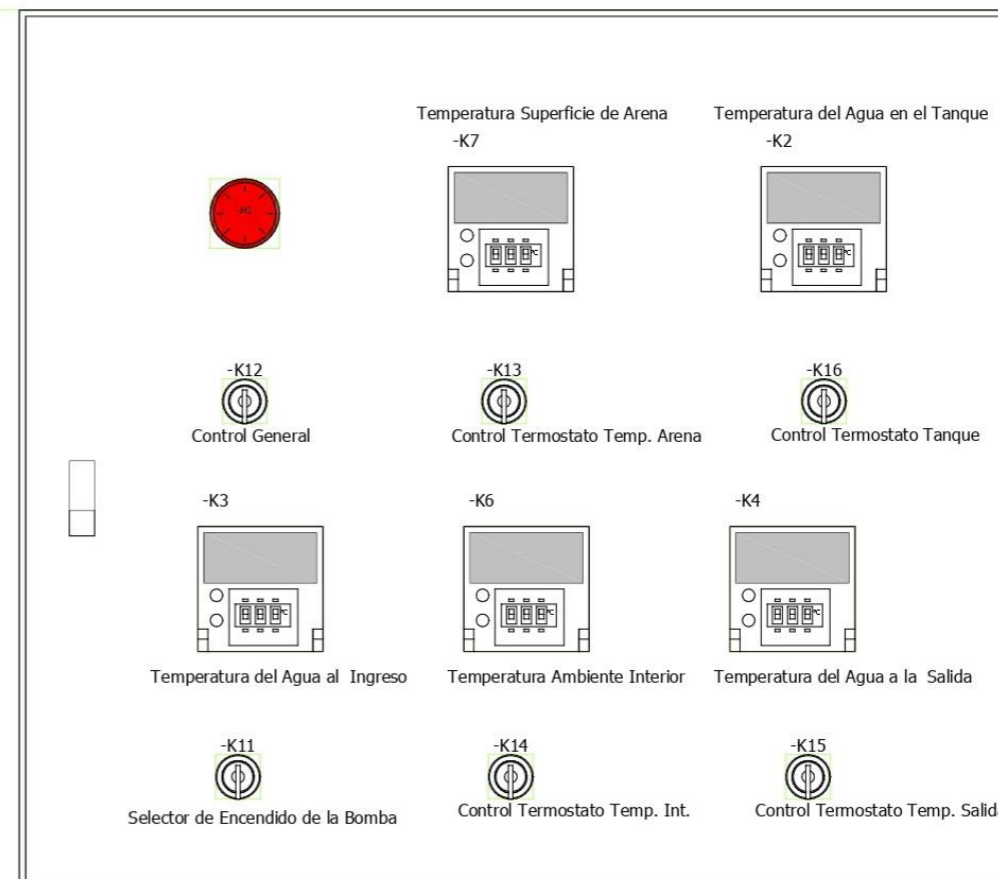 Temperatura Superficie de Arena
Temperatura del Agua en el Tanque
-K7
-K2
-H1
°C
°C
-K12
-K13
-K16
Control General
Control Termostato Temp. Arena
Control Termostato Tanque
-K3
-K6
-K4
°C
°C
°C
Temperatura del Agua al Ingreso
Temperatura Ambiente Interior
Temperatura del Agua a la Salida
-K11
-K14
-K15
Selector de Encendido de la Bomba
Control Termostato Temp. Int.
Control Termostato Temp. Salida